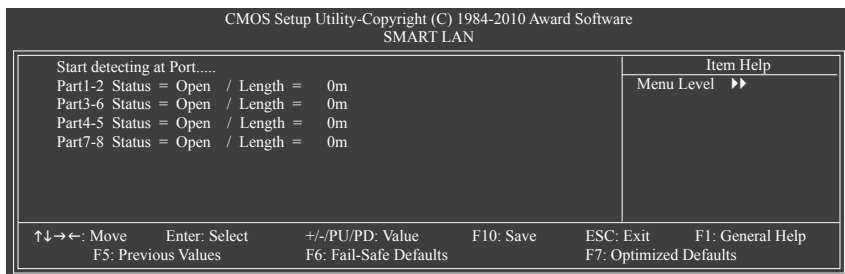 CMOS Setup Utility-Copyright (C) 1984-2010 Award Software
SMART LAN
Start detecting at Port.....
Part1-2 Status = Open / Length = 0m
Part3-6 Status = Open / Length = 0m
Part4-5 Status = Open / Length = 0m
Part7-8 Status = Open / Length = 0m
Item Help
Menu Level ▶▶
↑↓→←: Move Enter: Select +/-/PU/PD: Value F10: Save ESC: Exit F1: General Help
F5: Previous Values F6: Fail-Safe Defaults F7: Optimized Defaults